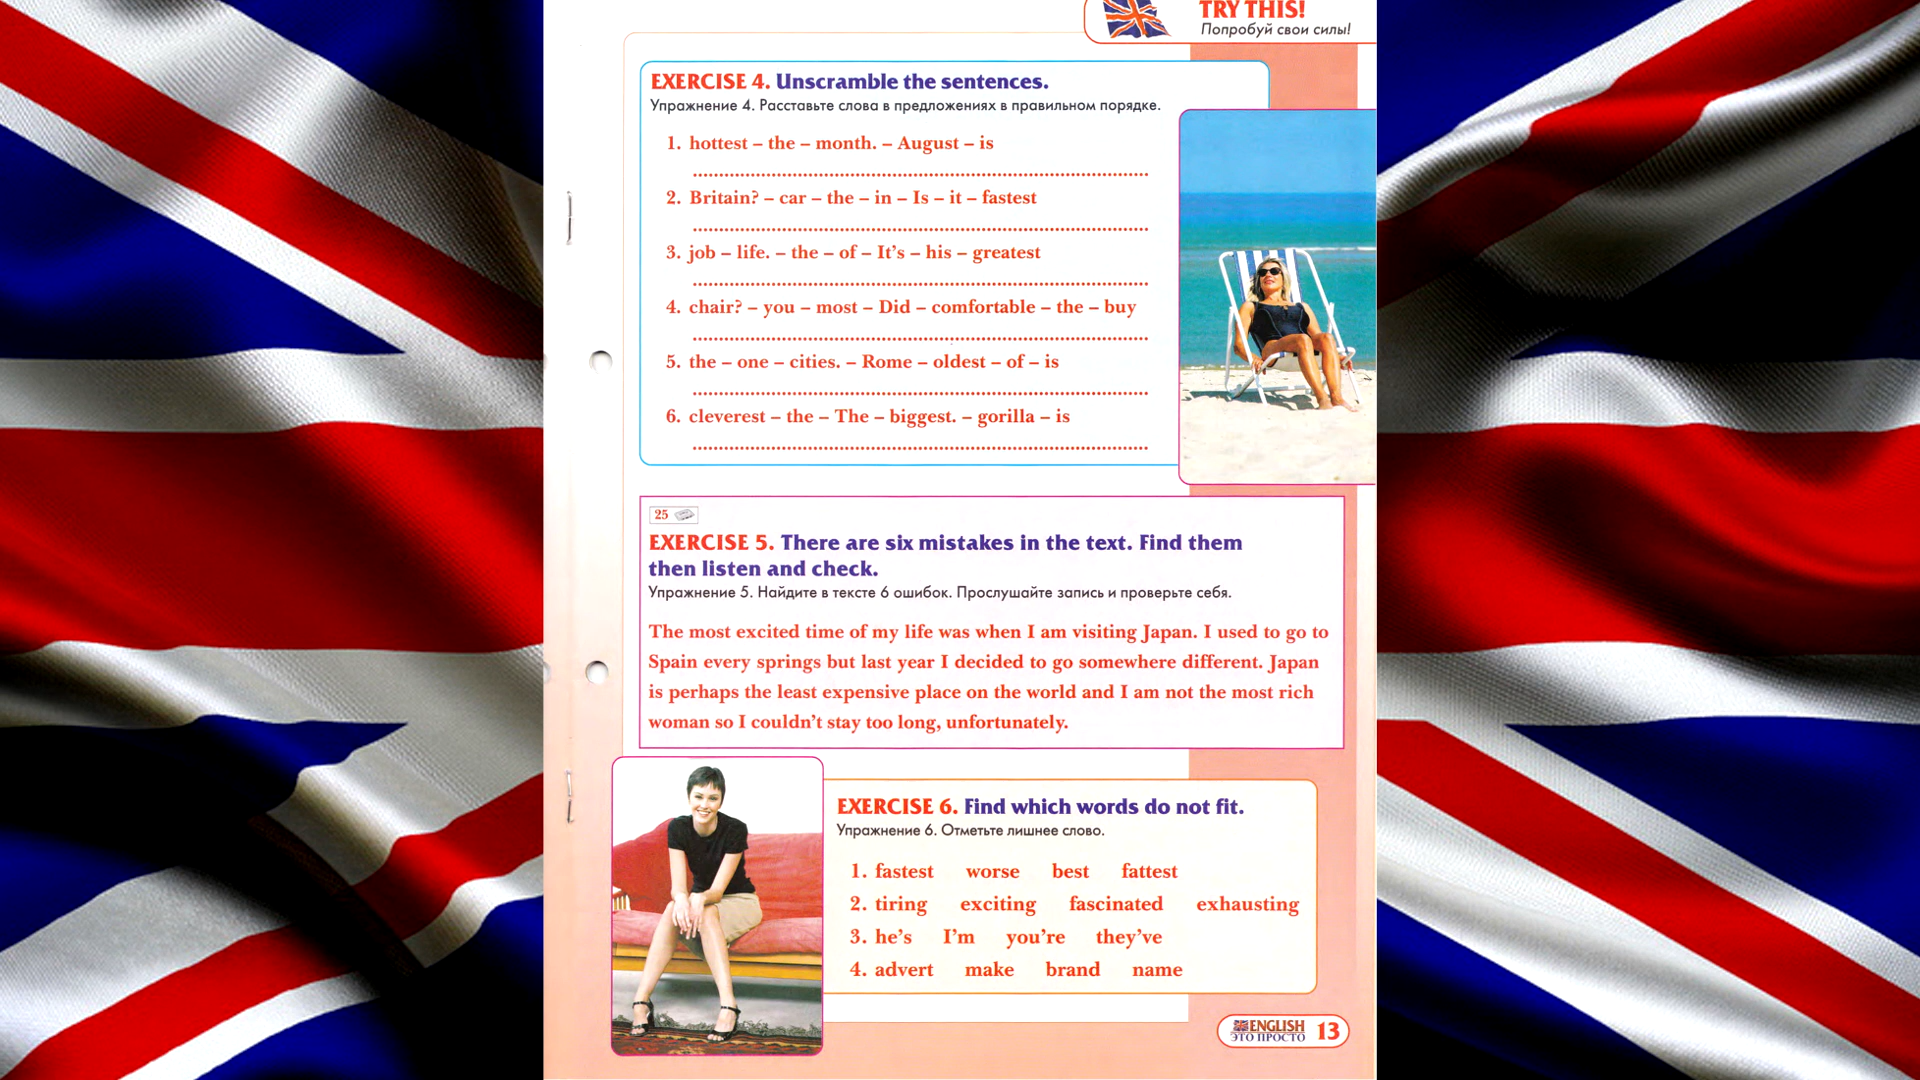 TRY THIS!
Попробуй свои силы!
EXERCISE 4. Unscramble the sentences.
Упражнение 4. Расставьте слова в предложениях в правильном порядке.
1. hottest – the – month. – August – is
2. Britain? – car – the – in – Is – it – fastest
3. job – life. – the – of – It's – his – greatest
4. chair? – you – most – Did – comfortable – the – buy
5. the – one – cities. – Rome – oldest – of – is
6. cleverest – the – The – biggest. – gorilla – is
25
EXERCISE 5. There are six mistakes in the text. Find them
then listen and check.
Упражнение 5. Найдите в тексте 6 ошибок. Прослушайте запись и проверьте себя.
The most excited time of my life was when I am visiting Japan. I used to go to
Spain every springs but last year I decided to go somewhere different. Japan
is perhaps the least expensive place on the world and I am not the most rich
woman so I couldn't stay too long, unfortunately.
EXERCISE 6. Find which words do not fit.
Упражнение 6. Отметьте лишнее слово.
1. fastest worse best fattest
2. tiring exciting fascinated exhausting
3. he's I'm you're they've
4. advert make brand name
ENGLISH
ЭТО ПРОСТО
13